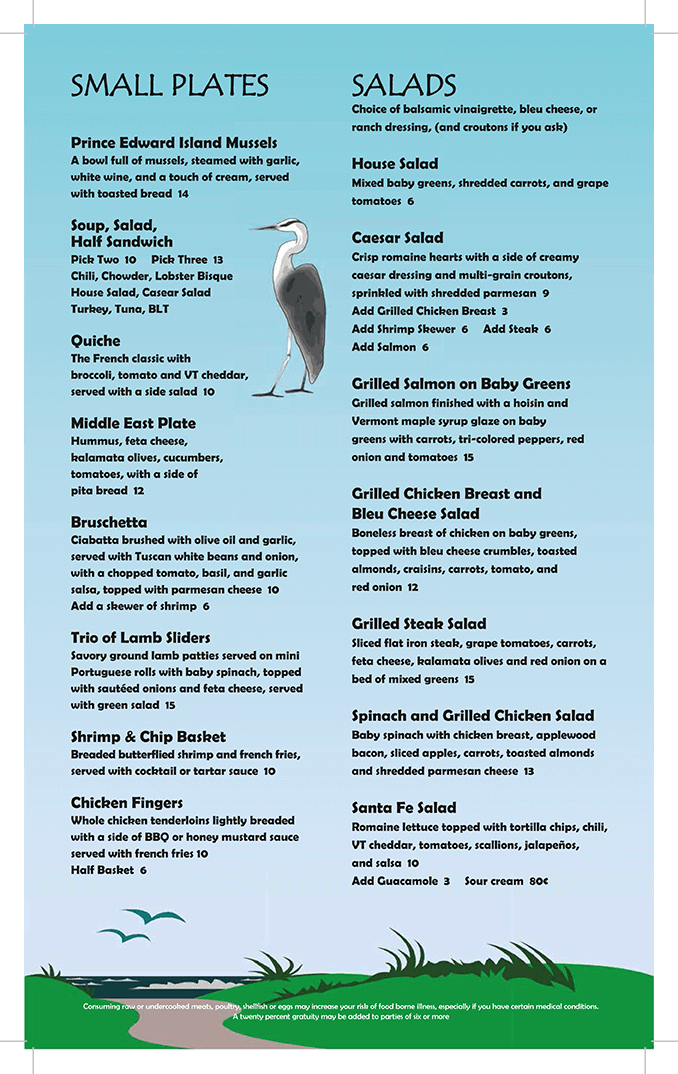 SMALL PLATES
Prince Edward Island Mussels
A bowl full of mussels, steamed with garlic,
white wine, and a touch of cream, served
with toasted bread 14
Soup, Salad,
Half Sandwich
Pick Two 10 Pick Three 13
Chili, Chowder, Lobster Bisque
House Salad, Casear Salad
Turkey, Tuna, BLT
Quiche
The French classic with
broccoli, tomato and VT cheddar,
served with a side salad 10
Middle East Plate
Hummus, feta cheese,
kalamata olives, cucumbers,
tomatoes, with a side of
pita bread 12
Bruschetta
Ciabatta brushed with olive oil and garlic,
served with Tuscan white beans and onion,
with a chopped tomato, basil, and garlic
salsa, topped with parmesan cheese 10
Add a skewer of shrimp 6
Trio of Lamb Sliders
Savory ground lamb patties served on mini
Portuguese rolls with baby spinach, topped
with sautéed onions and feta cheese, served
with green salad 15
Shrimp & Chip Basket
Breaded butterflied shrimp and french fries,
served with cocktail or tartar sauce 10
Chicken Fingers
Whole chicken tenderloins lightly breaded
with a side of BBQ or honey mustard sauce
served with french fries 10
Half Basket 6
SALADS
Choice of balsamic vinaigrette, bleu cheese, or
ranch dressing, (and croutons if you ask)
House Salad
Mixed baby greens, shredded carrots, and grape
tomatoes 6
Caesar Salad
Crisp romaine hearts with a side of creamy
caesar dressing and multi-grain croutons,
sprinkled with shredded parmesan 9
Add Grilled Chicken Breast 3
Add Shrimp Skewer 6 Add Steak 6
Add Salmon 6
Grilled Salmon on Baby Greens
Grilled salmon finished with a hoisin and
Vermont maple syrup glaze on baby
greens with carrots, tri-colored peppers, red
onion and tomatoes 15
Grilled Chicken Breast and
Bleu Cheese Salad
Boneless breast of chicken on baby greens,
topped with bleu cheese crumbles, toasted
almonds, craisins, carrots, tomato, and
red onion 12
Grilled Steak Salad
Sliced flat iron steak, grape tomatoes, carrots,
feta cheese, kalamata olives and red onion on a
bed of mixed greens 15
Spinach and Grilled Chicken Salad
Baby spinach with chicken breast, applewood
bacon, sliced apples, carrots, toasted almonds
and shredded parmesan cheese 13
Santa Fe Salad
Romaine lettuce topped with tortilla chips, chili,
VT cheddar, tomatoes, scallions, jalapeños,
and salsa 10
Add Guacamole 3 Sour cream 80¢
Consuming raw or undercooked meats, poultry, shellfish or eggs may increase your risk of food borne illness, especially if you have certain medical conditions.
A twenty percent gratuity may be added to parties of six or more